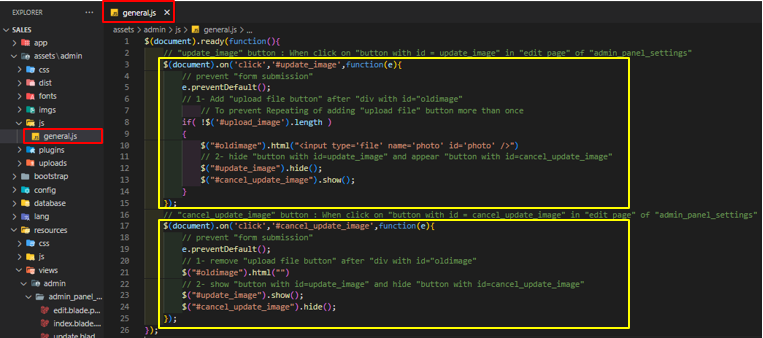 EXPLORER
SALES
app
assets\admin
css
dist
fonts
imgs
js
general.js
plugins
uploads
bootstrap
config
database
lang
resources
css
js
views
admin
admin_panel_...
edit.blade.p...
index.blade....
update.blad...
general.js
assets > admin > js > general.js > ...
1 $(document).ready(function(){
2 // "update_image" button : When click on "button with id = update_image" in "edit page" of "admin_panel_settings"
3 $(document).on('click','#update_image',function(e){
4 // prevent "form submission"
5 e.preventDefault();
6 // 1- Add "upload file button" after "div with id="oldimage"
7 // To prevent Repeating of adding "upload file" button more than once
8 if( !$('#upload_image').length )
9 {
10 $("#oldimage").html("<input type='file' name='photo' id='photo' />")
11 // 2- hide "button with id=update_image" and appear "button with id=cancel_update_image"
12 $("#update_image").hide();
13 $("#cancel_update_image").show();
14 }
15 });
16 // "cancel_update_image" button : When click on "button with id = cancel_update_image" in "edit page" of "admin_panel_settings"
17 $(document).on('click','#cancel_update_image',function(e){
18 // prevent "form submission"
19 e.preventDefault();
20 // 1- remove "upload file button" after "div with id="oldimage"
21 $("#oldimage").html("")
22 // 2- show "button with id=update_image" and hide "button with id=cancel_update_image"
23 $("#update_image").show();
24 $("#cancel_update_image").hide();
25 });
26 });